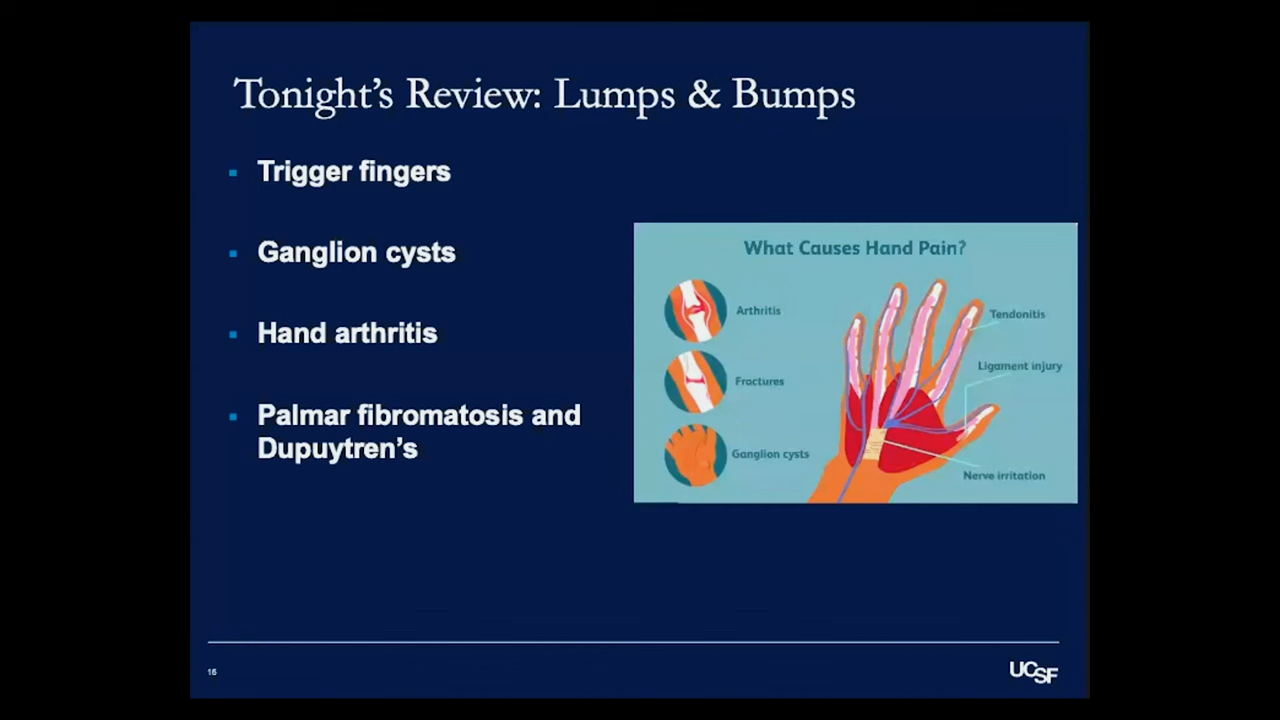 Tonight’s Review: Lumps & Bumps
Trigger fingers
Ganglion cysts
Hand arthritis
Palmar fibromatosis and
Dupuytren’s
What Causes Hand Pain?
Arthritis
Fractures
Ganglion cysts
Tendonitis
Ligament injury
Nerve irritation
16
UCSF